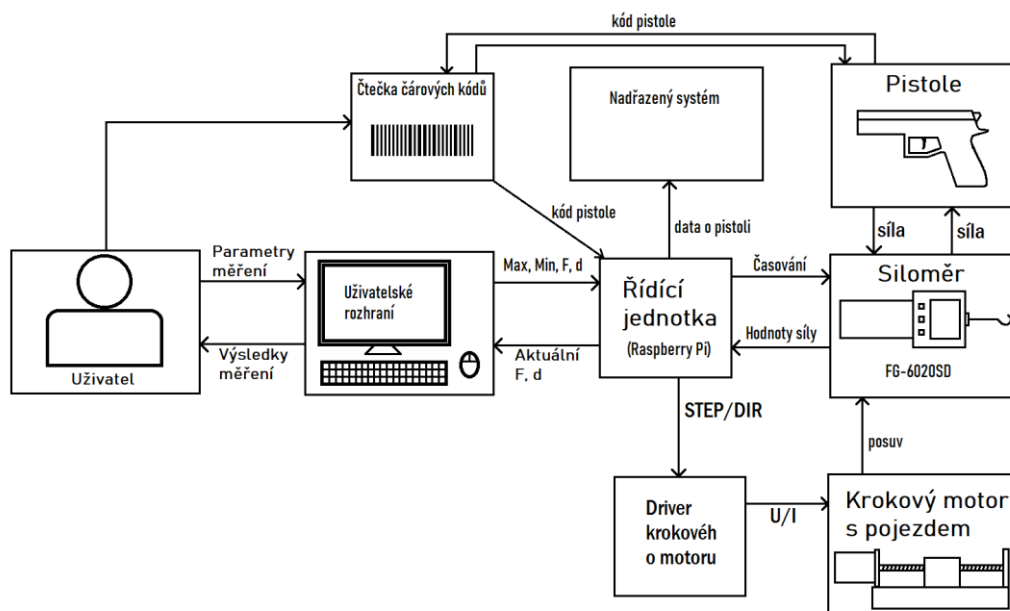 kód pistole
Čtečka čárových kódů
Nadřazený systém
Pistole
kód pistole
data o pistoli
síla
síla
Parametry
měření
Uživatelské
rozhraní
Max, Min, F, d
Řídící
jednotka
(Raspberry Pi)
Časování
Siloměr
Hodnoty síly
FG-6020SD
Uživatel
Výsledky
měření
Aktuální
F, d
STEP/DIR
posuv
Driver
krokovéh
o motoru
U/I
Krokový motor
s pojezdem